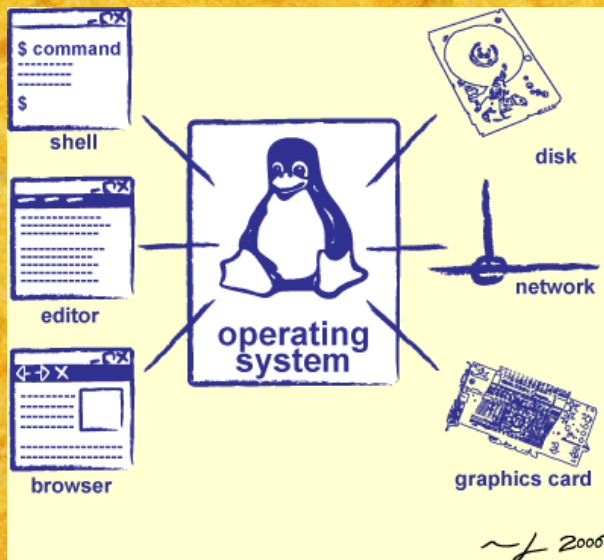 $ command
$
shell
editor
browser
operating
system
disk
network
graphics card
2006